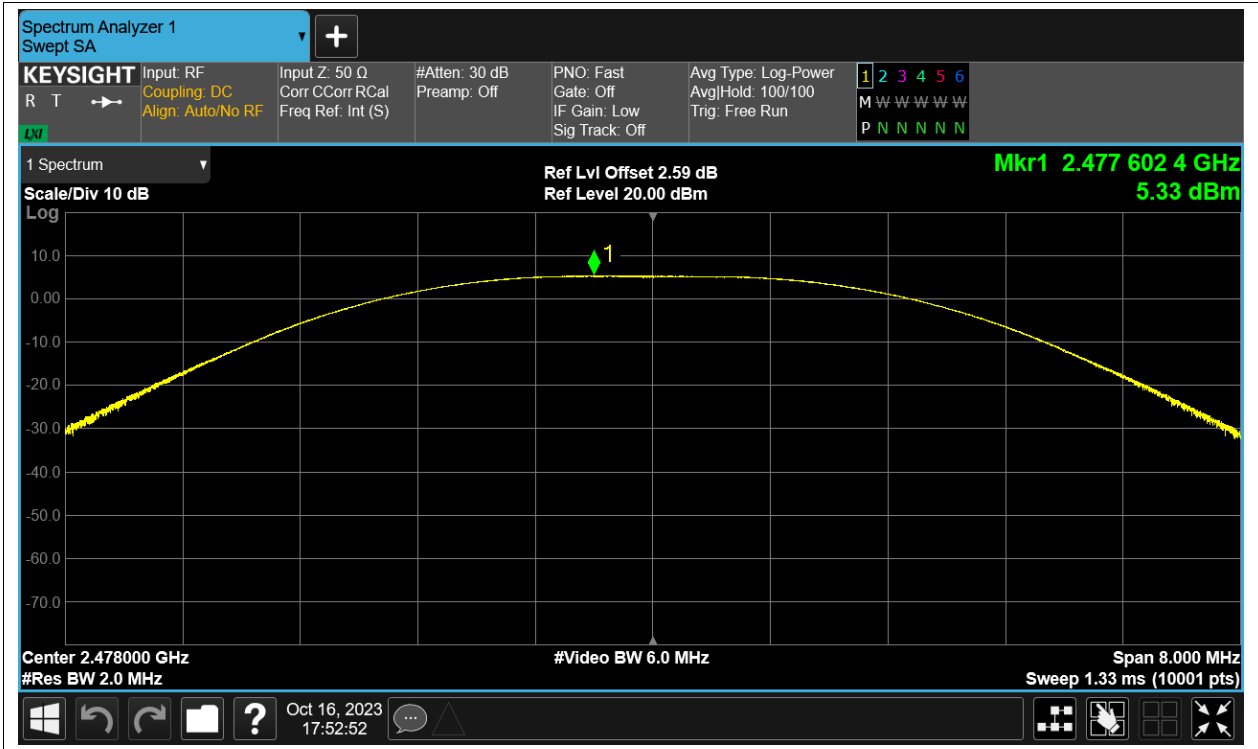 Spectrum Analyzer 1
Swept SA
KEYSIGHT
R T
LXI
Input: RF
Coupling: DC
Align: Auto/No RF
Input Z: 50 Ω
Corr CCorr RCal
Freq Ref: Int (S)
#Atten: 30 dB
Preamp: Off
PNO: Fast
Gate: Off
IF Gain: Low
Sig Track: Off
Avg Type: Log-Power
Avg|Hold: 100/100
Trig: Free Run
1 2 3 4 5 6
M W W W W W
P N N N N N
1 Spectrum
Scale/Div 10 dB
Log
Ref Lvl Offset 2.59 dB
Ref Level 20.00 dBm
Mkr1 2.477 602 4 GHz
5.33 dBm
1
10.0
0.00
-10.0
-20.0
-30.0
-40.0
-50.0
-60.0
-70.0
Center 2.478000 GHz
#Res BW 2.0 MHz
#Video BW 6.0 MHz
Span 8.000 MHz
Sweep 1.33 ms (10001 pts)
?
Oct 16, 2023
17:52:52